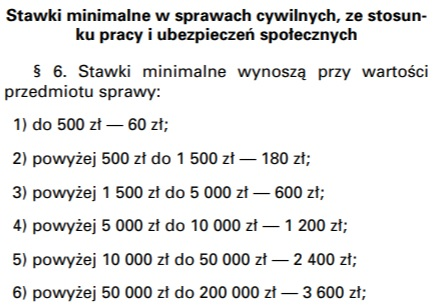 Stawki minimalne w sprawach cywilnych, ze stosun-
ku pracy i ubezpieczeń społecznych
§ 6. Stawki minimalne wynoszą przy wartości
przedmiotu sprawy:
1) do 500 zł — 60 zł;
2) powyżej 500 zł do 1 500 zł — 180 zł;
3) powyżej 1 500 zł do 5 000 zł — 600 zł;
4) powyżej 5 000 zł do 10 000 zł — 1 200 zł;
5) powyżej 10 000 zł do 50 000 zł — 2 400 zł;
6) powyżej 50 000 zł do 200 000 zł — 3 600 zł;